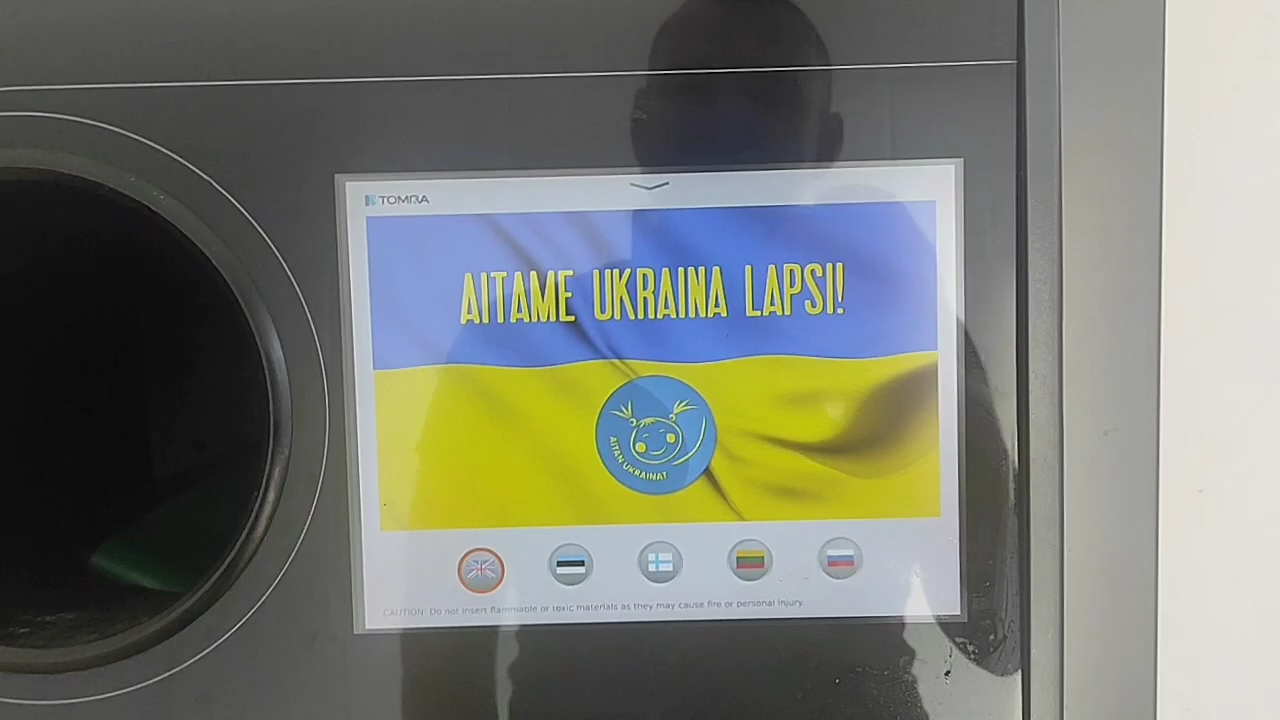 TOMRA
AITAME UKRAINA LAPSI!
AITAN UKRAINAT
CAUTION: Do not insert flammable or toxic materials as they may cause fire or personal injury.